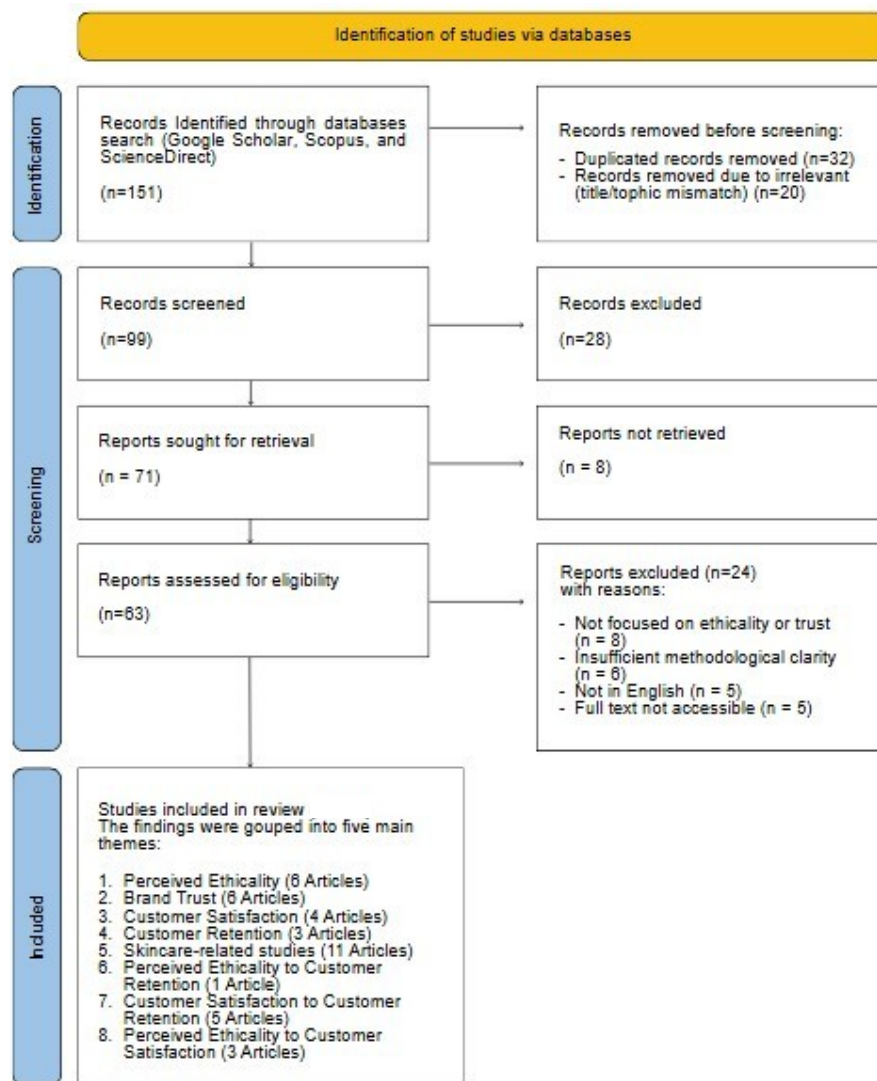 Identification of studies via databases
Identification
Records Identified through databases
search (Google Scholar, Scopus, and
ScienceDirect)
(n=151)
Records removed before screening:
- Duplicated records removed (n=32)
- Records removed due to irrelevant
(title/tophic mismatch) (n=20)
Screening
Records screened
(n=99)
Records excluded
(n=28)
Reports sought for retrieval
(n = 71)
Reports not retrieved
(n = 8)
Reports assessed for eligibility
(n=63)
Reports excluded (n=24)
with reasons:
- Not focused on ethicality or trust
(n = 8)
- Insufficient methodological clarity
(n = 6)
- Not in English (n = 5)
- Full text not accessible (n = 5)
Included
Studies included in review
The findings were gouped into five main
themes:
1. Perceived Ethicality (6 Articles)
2. Brand Trust (6 Articles)
3. Customer Satisfaction (4 Articles)
4. Customer Retention (3 Articles)
5. Skincare-related studies (11 Articles)
6. Perceived Ethicality to Customer
Retention (1 Article)
7. Customer Satisfaction to Customer
Retention (5 Articles)
8. Perceived Ethicality to Customer
Satisfaction (3 Articles)